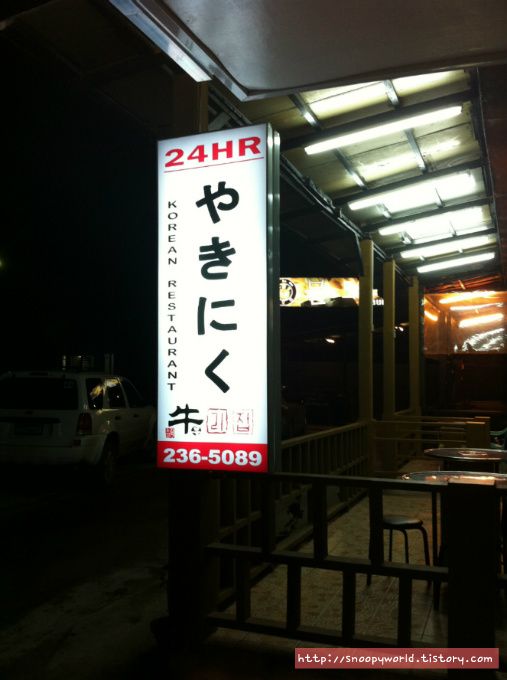 24HR
やきにく
KOREAN RESTAURANT
牛
236-5089
http://snoopyworld.tistory.com